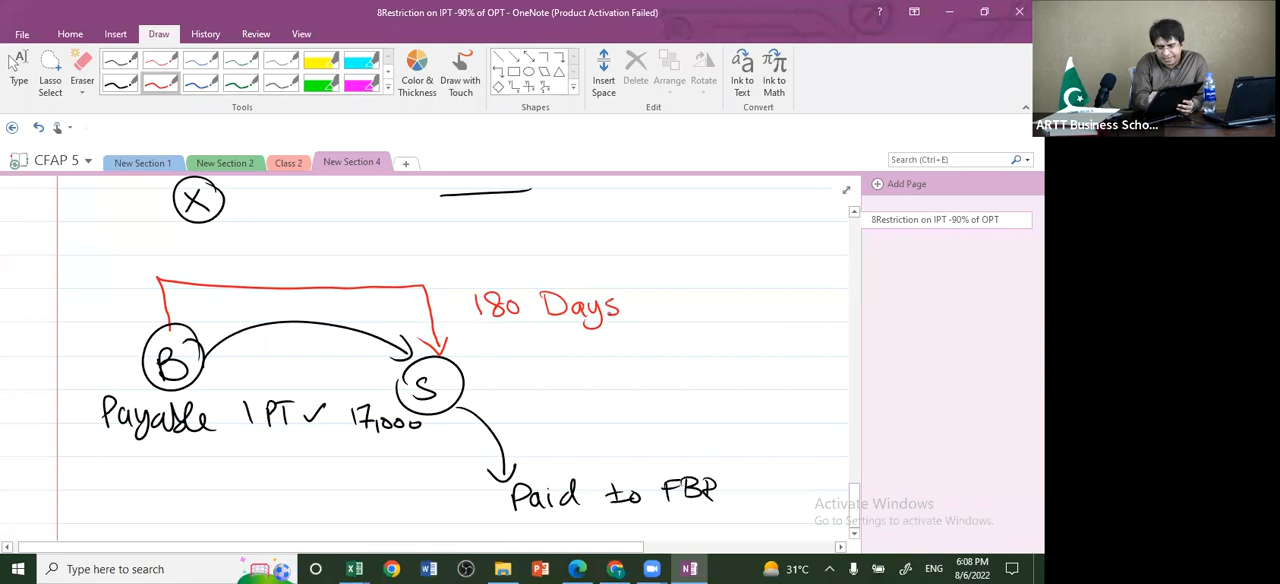 8Restriction on IPT -90% of OPT - OneNote (Product Activation Failed)
File Home Insert Draw History Review View
Type Lasso Select Eraser
Color & Thickness Draw with Touch
Insert Space Delete Arrange Rotate
Ink to Text Ink to Math
Tools Shapes Edit Convert
ARTT Business Scho...
CFAP 5 New Section 1 New Section 2 Class 2 New Section 4
Search (Ctrl+E)
Add Page
8Restriction on IPT -90% of OPT
X
180 Days
B
S
Payable IPT ✓ 17,000
Paid to FBR
Activate Windows
Go to Settings to activate Windows.
Type here to search
31°C ENG 6:08 PM
8/6/2022